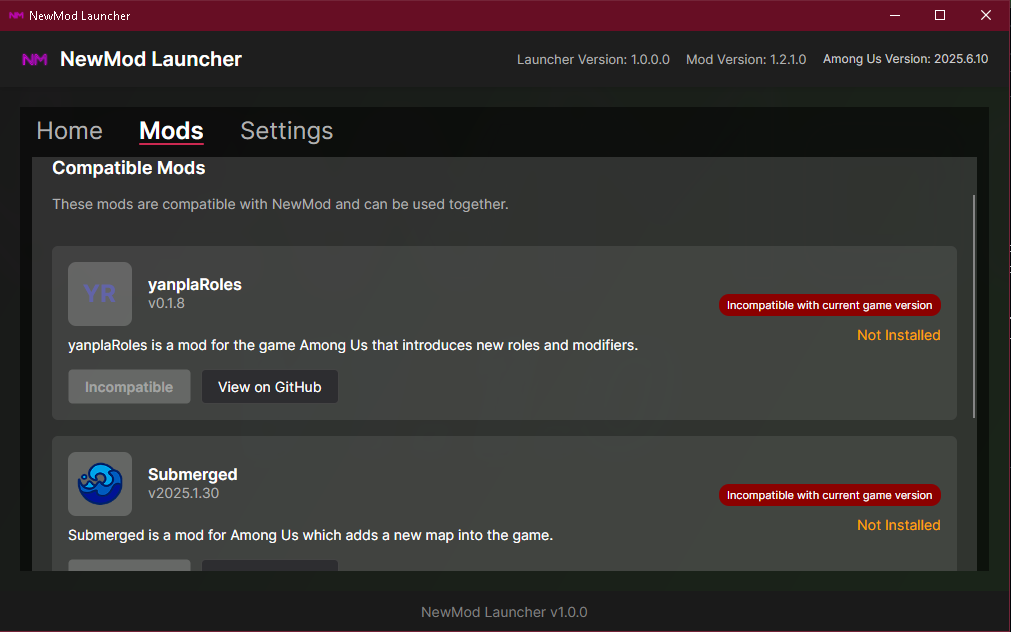 NM NewMod Launcher
NM NewMod Launcher
Launcher Version: 1.0.0.0 Mod Version: 1.2.1.0 Among Us Version: 2025.6.10
Home Mods Settings
Compatible Mods
These mods are compatible with NewMod and can be used together.
YR
yanplaRoles
v0.1.8
Incompatible with current game version
Not Installed
yanplaRoles is a mod for the game Among Us that introduces new roles and modifiers.
Incompatible View on GitHub
Submerged
v2025.1.30
Incompatible with current game version
Not Installed
Submerged is a mod for Among Us which adds a new map into the game.
NewMod Launcher v1.0.0